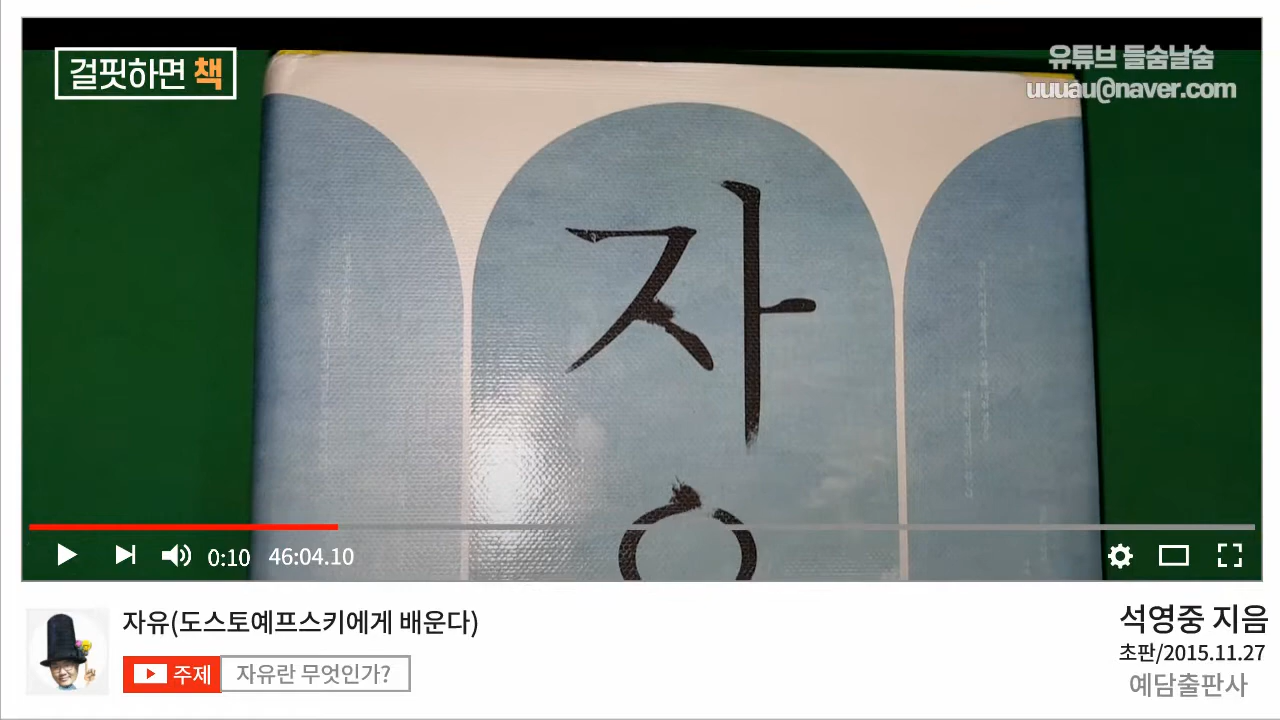 걸핏하면 책
유튜브 들숨날숨
uuuau@naver.com
자
0:10 46:04.10
자유(도스토예프스키에게 배운다)
주제 자유란 무엇인가?
석영중 지음
초판/2015.11.27
예담출판사